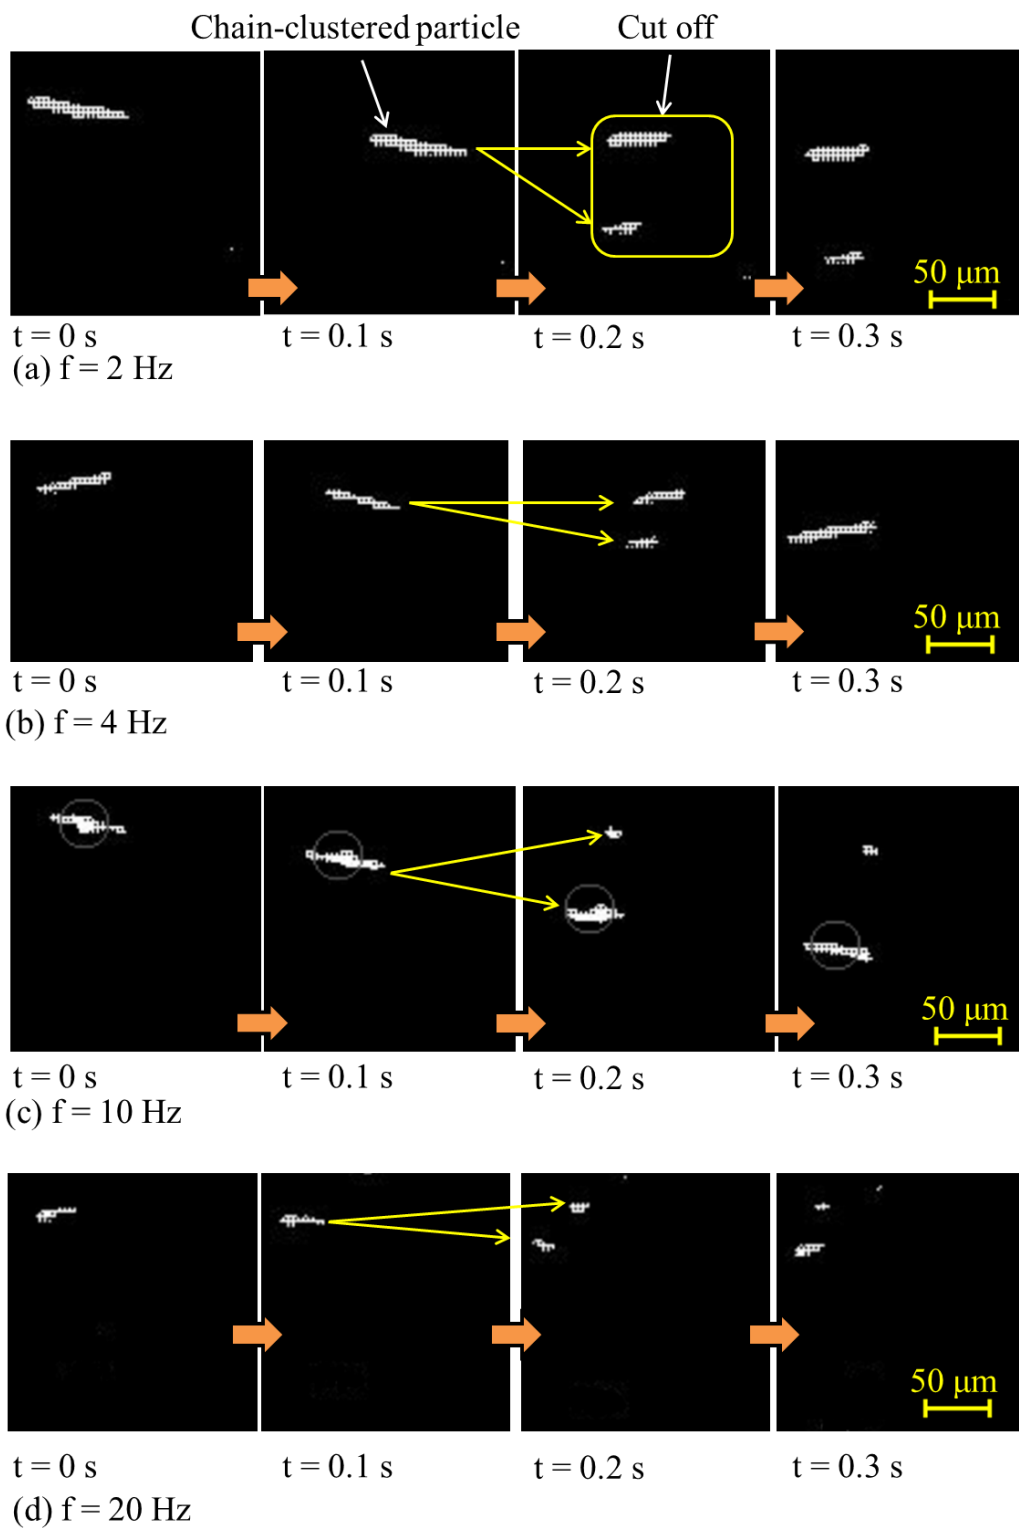 Chain-clustered particle Cut off
50 μm
t = 0 s t = 0.1 s t = 0.2 s t = 0.3 s
(a) f = 2 Hz
50 μm
t = 0 s t = 0.1 s t = 0.2 s t = 0.3 s
(b) f = 4 Hz
50 μm
t = 0 s t = 0.1 s t = 0.2 s t = 0.3 s
(c) f = 10 Hz
50 μm
t = 0 s t = 0.1 s t = 0.2 s t = 0.3 s
(d) f = 20 Hz